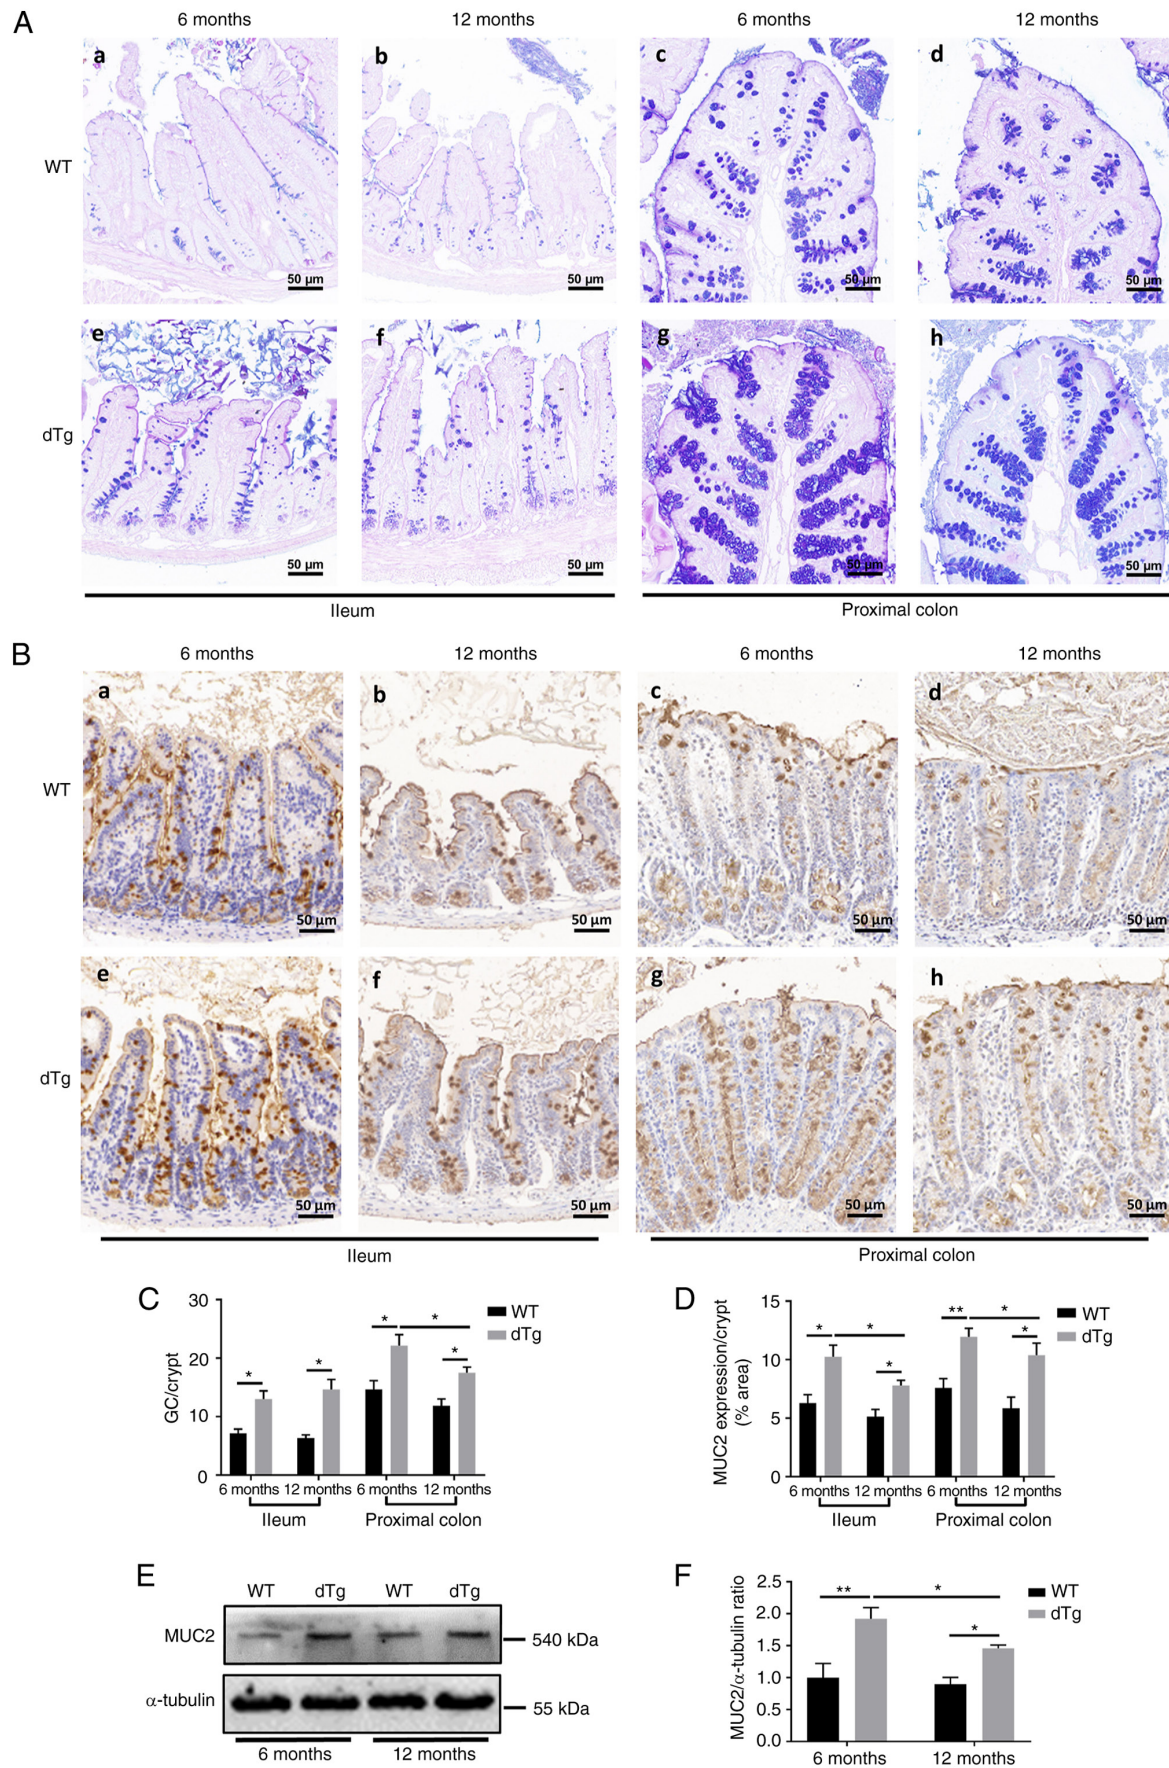 A
6 months 12 months 6 months 12 months
WT
a b c d
50 µm 50 µm 50 µm 50 µm
dTg
e f g h
50 µm 50 µm 50 µm 50 µm
Ileum Proximal colon
B
6 months 12 months 6 months 12 months
WT
a b c d
50 µm 50 µm 50 µm 50 µm
dTg
e f g h
50 µm 50 µm 50 µm 50 µm
Ileum Proximal colon
C
GC/crypt
30
20
10
0
* * * * *
WT
dTg
6 months 12 months 6 months 12 months
Ileum Proximal colon
D
MUC2 expression/crypt
(% area)
15
10
5
0
* * * ** * *
WT
dTg
6 months 12 months 6 months 12 months
Ileum Proximal colon
E
WT dTg WT dTg
MUC2 540 kDa
α-tubulin 55 kDa
6 months 12 months
F
MUC2/α-tubulin ratio
2.5
2.0
1.5
1.0
0.5
0.0
** * *
WT
dTg
6 months 12 months